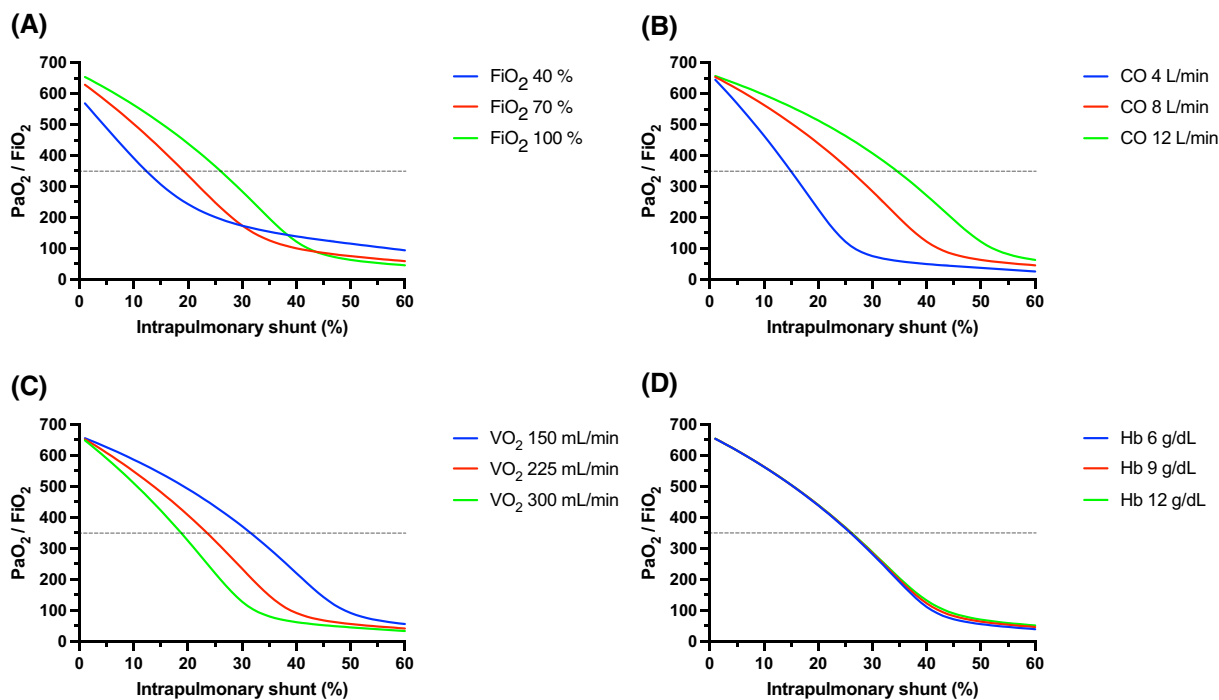 (A)
700
600
500
400
300
200
100
0
PaO2 / FiO2
0 10 20 30 40 50 60
Intrapulmonary shunt (%)
FiO2 40 %
FiO2 70 %
FiO2 100 %
(B)
700
600
500
400
300
200
100
0
PaO2 / FiO2
0 10 20 30 40 50 60
Intrapulmonary shunt (%)
CO 4 L/min
CO 8 L/min
CO 12 L/min
(C)
700
600
500
400
300
200
100
0
PaO2 / FiO2
0 10 20 30 40 50 60
Intrapulmonary shunt (%)
VO2 150 mL/min
VO2 225 mL/min
VO2 300 mL/min
(D)
700
600
500
400
300
200
100
0
PaO2 / FiO2
0 10 20 30 40 50 60
Intrapulmonary shunt (%)
Hb 6 g/dL
Hb 9 g/dL
Hb 12 g/dL